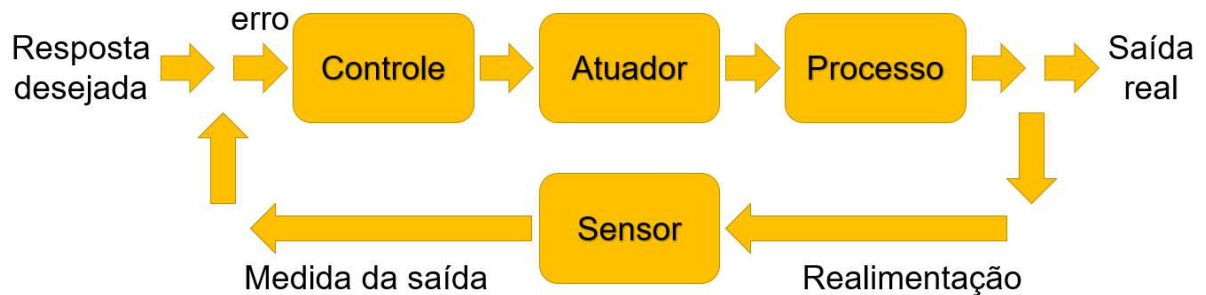 erro
Resposta
desejada
Controle
Atuador
Processo
Saída
real
Sensor
Medida da saída
Realimentação